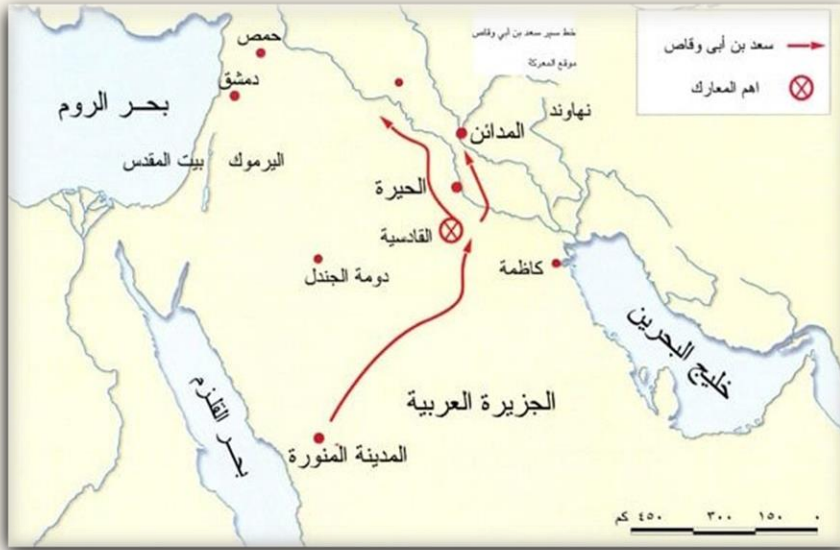 خط سير سعد بن أبي وقاص
موقع المعركة
سعد بن أبى وقاص
اهم المعارك
حمص
دمشق
بحر الروم
نهاوند
المدائن
بيت المقدس
اليرموك
الحيرة
القادسية
كاظمة
دومة الجندل
خليج البحرين
الجزيرة العربية
بحر القلزم
المدينة المنورة
٠ ١٥٠ ٣٠٠ ٤٥٠ كم